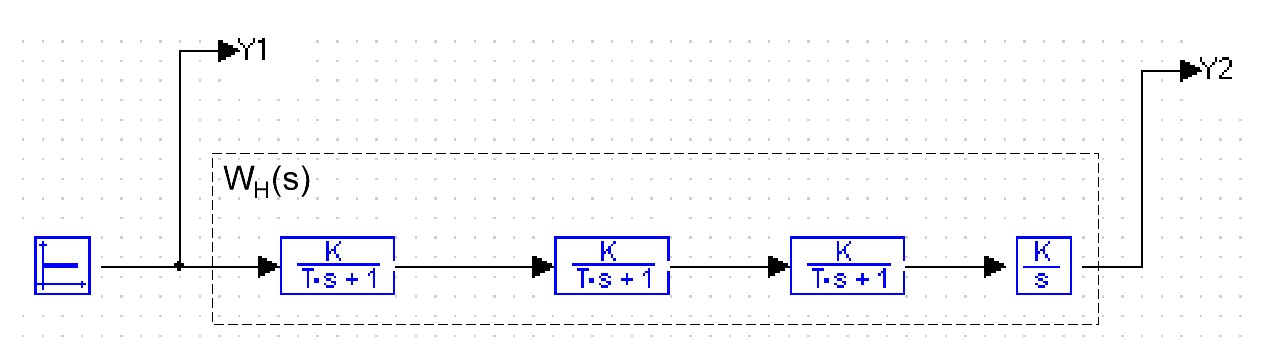 Y1
Y2
W_H(s)
K
T·s + 1
K
T·s + 1
K
T·s + 1
K
s